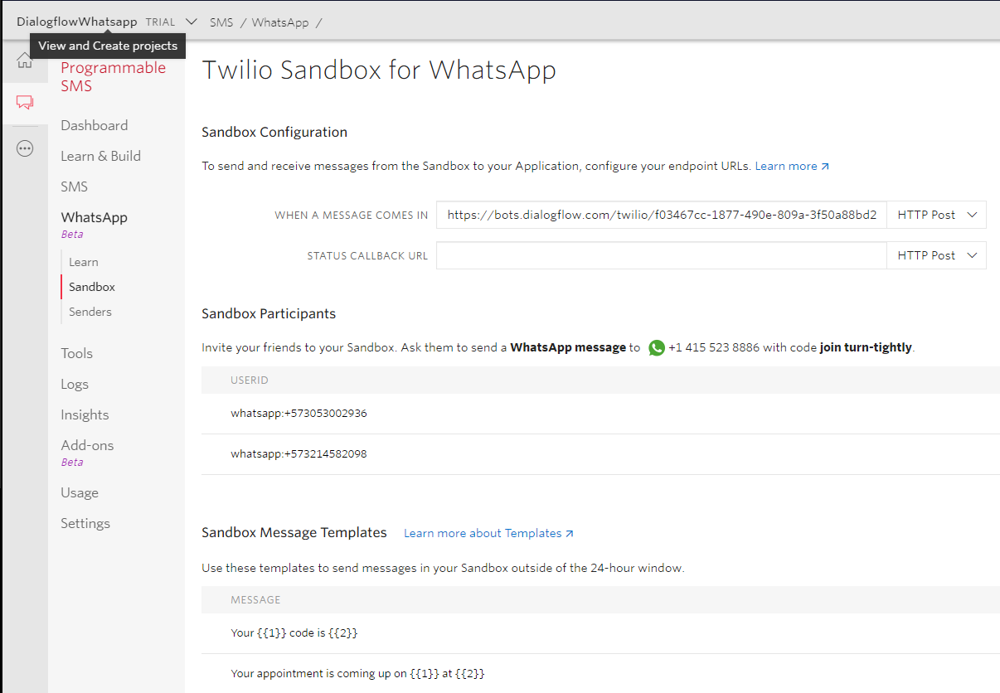 DialogflowWhatsapp TRIAL SMS / WhatsApp /
View and Create projects
Programmable
SMS
Dashboard
Learn & Build
SMS
WhatsApp
Beta
Learn
Sandbox
Senders
Tools
Logs
Insights
Add-ons
Beta
Usage
Settings
Twilio Sandbox for WhatsApp
Sandbox Configuration
To send and receive messages from the Sandbox to your Application, configure your endpoint URLs. Learn more
WHEN A MESSAGE COMES IN https://bots.dialogflow.com/twilio/f03467cc-1877-490e-809a-3f50a88bd2 HTTP Post
STATUS CALLBACK URL HTTP Post
Sandbox Participants
Invite your friends to your Sandbox. Ask them to send a WhatsApp message to +1 415 523 8886 with code join turn-tightly.
USERID
whatsapp:+573053002936
whatsapp:+573214582098
Sandbox Message Templates Learn more about Templates
Use these templates to send messages in your Sandbox outside of the 24-hour window.
MESSAGE
Your {{1}} code is {{2}}
Your appointment is coming up on {{1}} at {{2}}